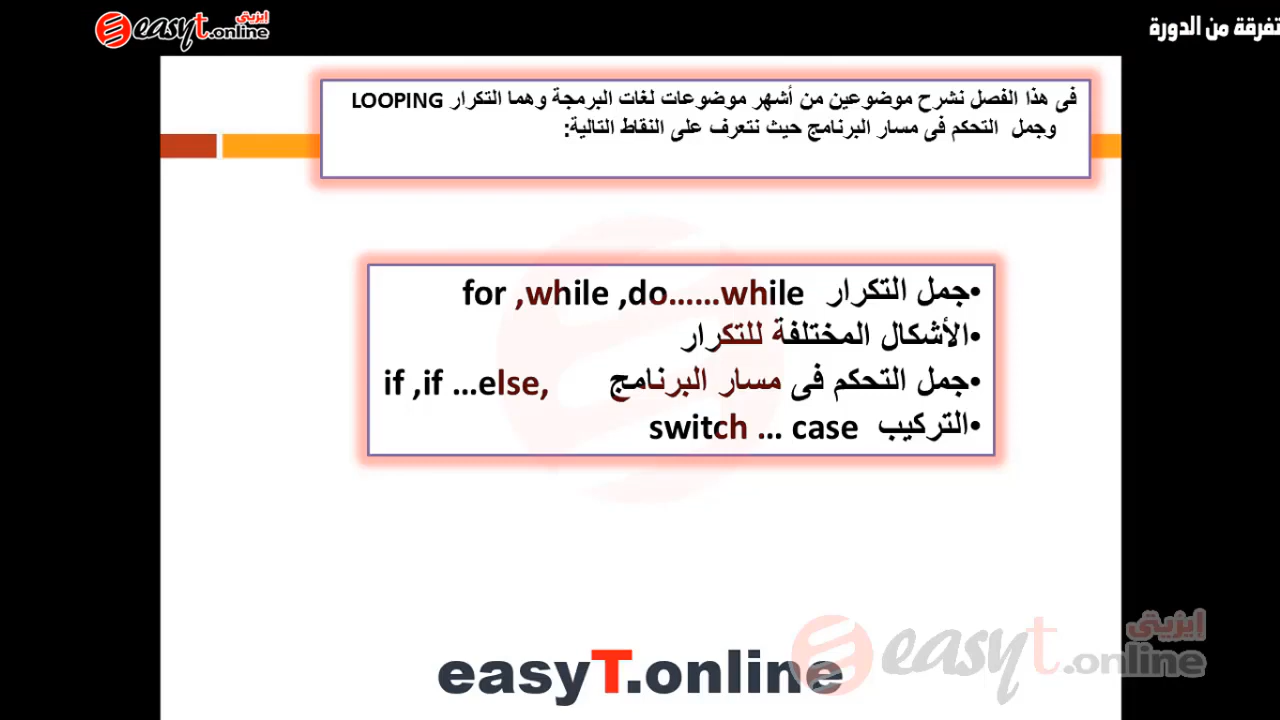 ايزيتى
easyt.online
تفرقة من الدورة
فى هذا الفصل نشرح موضوعين من أشهر موضوعات لغات البرمجة وهما التكرار LOOPING
وجمل التحكم فى مسار البرنامج حيث نتعرف على النقاط التالية:
•جمل التكرار for ,while ,do......while
•الأشكال المختلفة للتكرار
•جمل التحكم فى مسار البرنامج if ,if ...else,
•التركيب switch ... case
ايزيتى
easyt.online
easyT.online